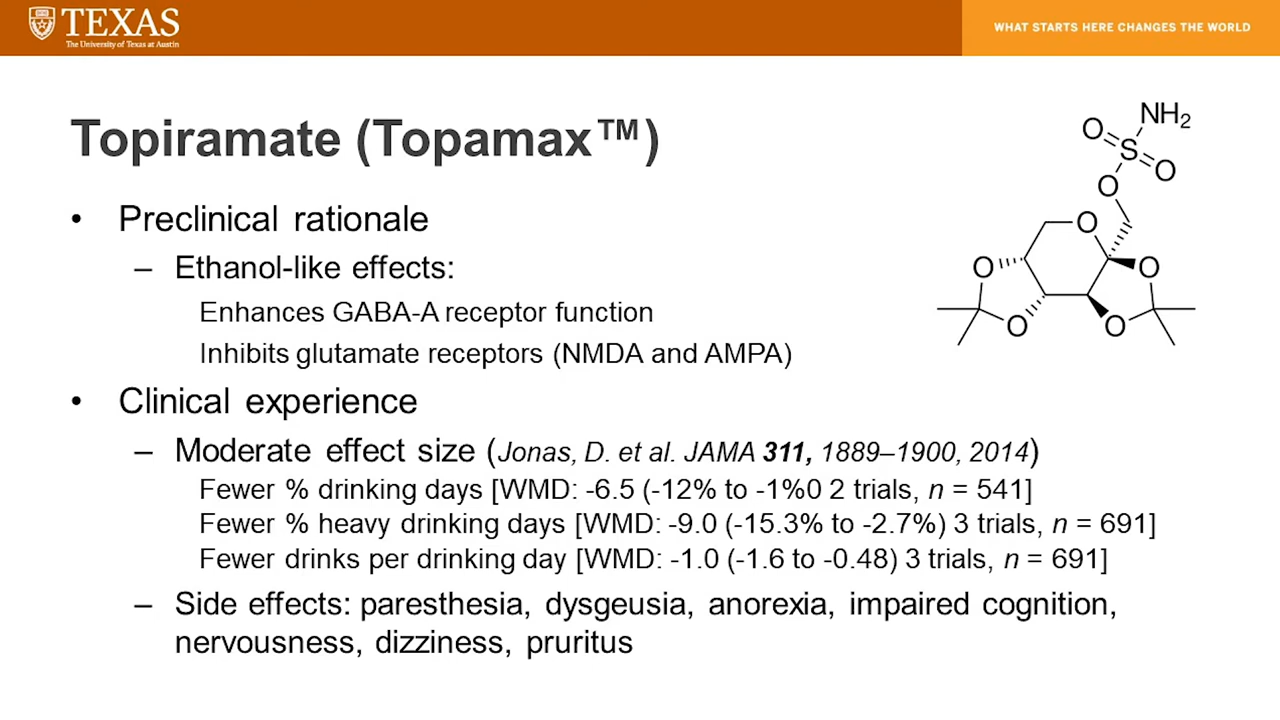 TEXAS
The University of Texas at Austin
WHAT STARTS HERE CHANGES THE WORLD
Topiramate (Topamax™)
• Preclinical rationale
– Ethanol-like effects:
Enhances GABA-A receptor function
Inhibits glutamate receptors (NMDA and AMPA)
• Clinical experience
– Moderate effect size (Jonas, D. et al. JAMA 311, 1889–1900, 2014)
Fewer % drinking days [WMD: -6.5 (-12% to -1%0 2 trials, n = 541]
Fewer % heavy drinking days [WMD: -9.0 (-15.3% to -2.7%) 3 trials, n = 691]
Fewer drinks per drinking day [WMD: -1.0 (-1.6 to -0.48) 3 trials, n = 691]
– Side effects: paresthesia, dysgeusia, anorexia, impaired cognition,
nervousness, dizziness, pruritus
NH2
O
S
O
O
O
O
O
O
O